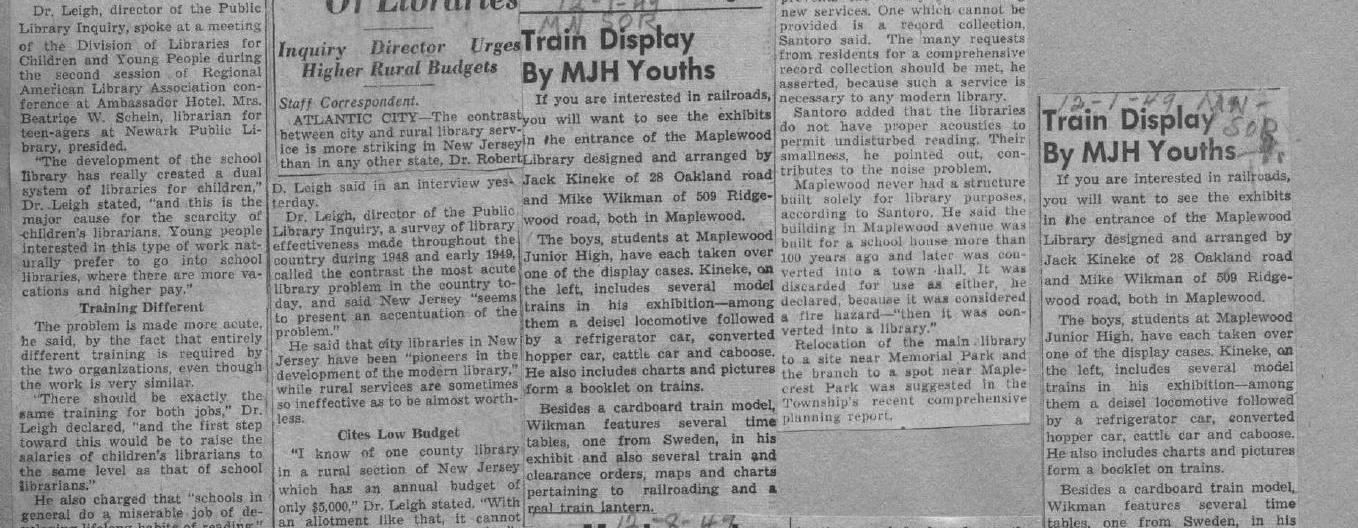 Dr. Leigh, director of the Public
Library Inquiry, spoke at a meeting
of the Division of Libraries for
Children and Young People during
the second session of Regional
American Library Association con-
ference at Ambassador Hotel. Mrs.
Beatrice W. Schein, librarian for
teen-agers at Newark Public Li-
brary, presided.
"The development of the school
library has really created a dual
system of libraries for children,"
Dr. Leigh stated, "and this is the
major cause for the scarcity of
children's librarians. Young people
interested in this type of work nat-
urally prefer to go into school
libraries, where there are more va-
cations and higher pay."
Training Different
The problem is made more acute,
he said, by the fact that entirely
different training is required by
the two organizations, even though
the work is very similar.
"There should be exactly the
same training for both jobs," Dr.
Leigh declared, "and the first step
toward this would be to raise the
salaries of children's librarians to
the same level as that of school
librarians."
He also charged that "schools in
general do a miserable job of de-
Of Libraries
Inquiry Director Urges
Higher Rural Budgets
Staff Correspondent.
ATLANTIC CITY—The contrast
between city and rural library serv-
ice is more striking in New Jersey
than in any other state, Dr. Robert
D. Leigh said in an interview yes-
terday.
Dr. Leigh, director of the Public
Library Inquiry, a survey of library
effectiveness made throughout the
country during 1948 and early 1949,
called the contrast the most acute
library problem in the country to-
day, and said New Jersey "seems
to present an accentuation of the
problem."
He said that city libraries in New
Jersey have been "pioneers in the
development of the modern library,"
while rural services are sometimes
so ineffective as to be almost worth-
less.
Cites Low Budget
"I know of one county library
in a rural section of New Jersey
which has an annual budget of
only $5,000," Dr. Leigh stated. "With
an allotment like that, it cannot
12-1-49
MN SOR
Train Display
By MJH Youths
If you are interested in railroads,
you will want to see the exhibits
in the entrance of the Maplewood
Library designed and arranged by
Jack Kineke of 28 Oakland road
and Mike Wikman of 509 Ridge-
wood road, both in Maplewood.
The boys, students at Maplewood
Junior High, have each taken over
one of the display cases. Kineke, on
the left, includes several model
trains in his exhibition—among
them a deisel locomotive followed
by a refrigerator car, converted
hopper car, cattle car and caboose.
He also includes charts and pictures
form a booklet on trains.
Besides a cardboard train model,
Wikman features several time
tables, one from Sweden, in his
exhibit and also several train and
clearance orders, maps and charts
pertaining to railroading and a
real train lantern.
12-8-49
new services. One which cannot be
provided is a record collection,
Santoro said. The many requests
from residents for a comprehensive
record collection should be met, he
asserted, because such a service is
necessary to any modern library.
Santoro added that the libraries
do not have proper acoustics to
permit undisturbed reading. Their
smallness, he pointed out, con-
tributes to the noise problem.
Maplewood never had a structure
built solely for library purposes,
according to Santoro. He said the
building in Maplewood avenue was
built for a school house more than
100 years ago and later was con-
verted into a town hall. It was
discarded for use as either, he
declared, because it was considered
a fire hazard—"then it was con-
verted into a library."
Relocation of the main library
to a site near Memorial Park and
the branch to a spot near Maple-
crest Park was suggested in the
Township's recent comprehensive
planning report.
12-1-49 MN-
SOR
Train Display
By MJH Youths
If you are interested in railroads,
you will want to see the exhibits
in the entrance of the Maplewood
Library designed and arranged by
Jack Kineke of 28 Oakland road
and Mike Wikman of 509 Ridge-
wood road, both in Maplewood.
The boys, students at Maplewood
Junior High, have each taken over
one of the display cases. Kineke, on
the left, includes several model
trains in his exhibition—among
them a deisel locomotive followed
by a refrigerator car, converted
hopper car, cattle car and caboose.
He also includes charts and pictures
form a booklet on trains.
Besides a cardboard train model,
Wikman features several time
tables, one from Sweden, in his